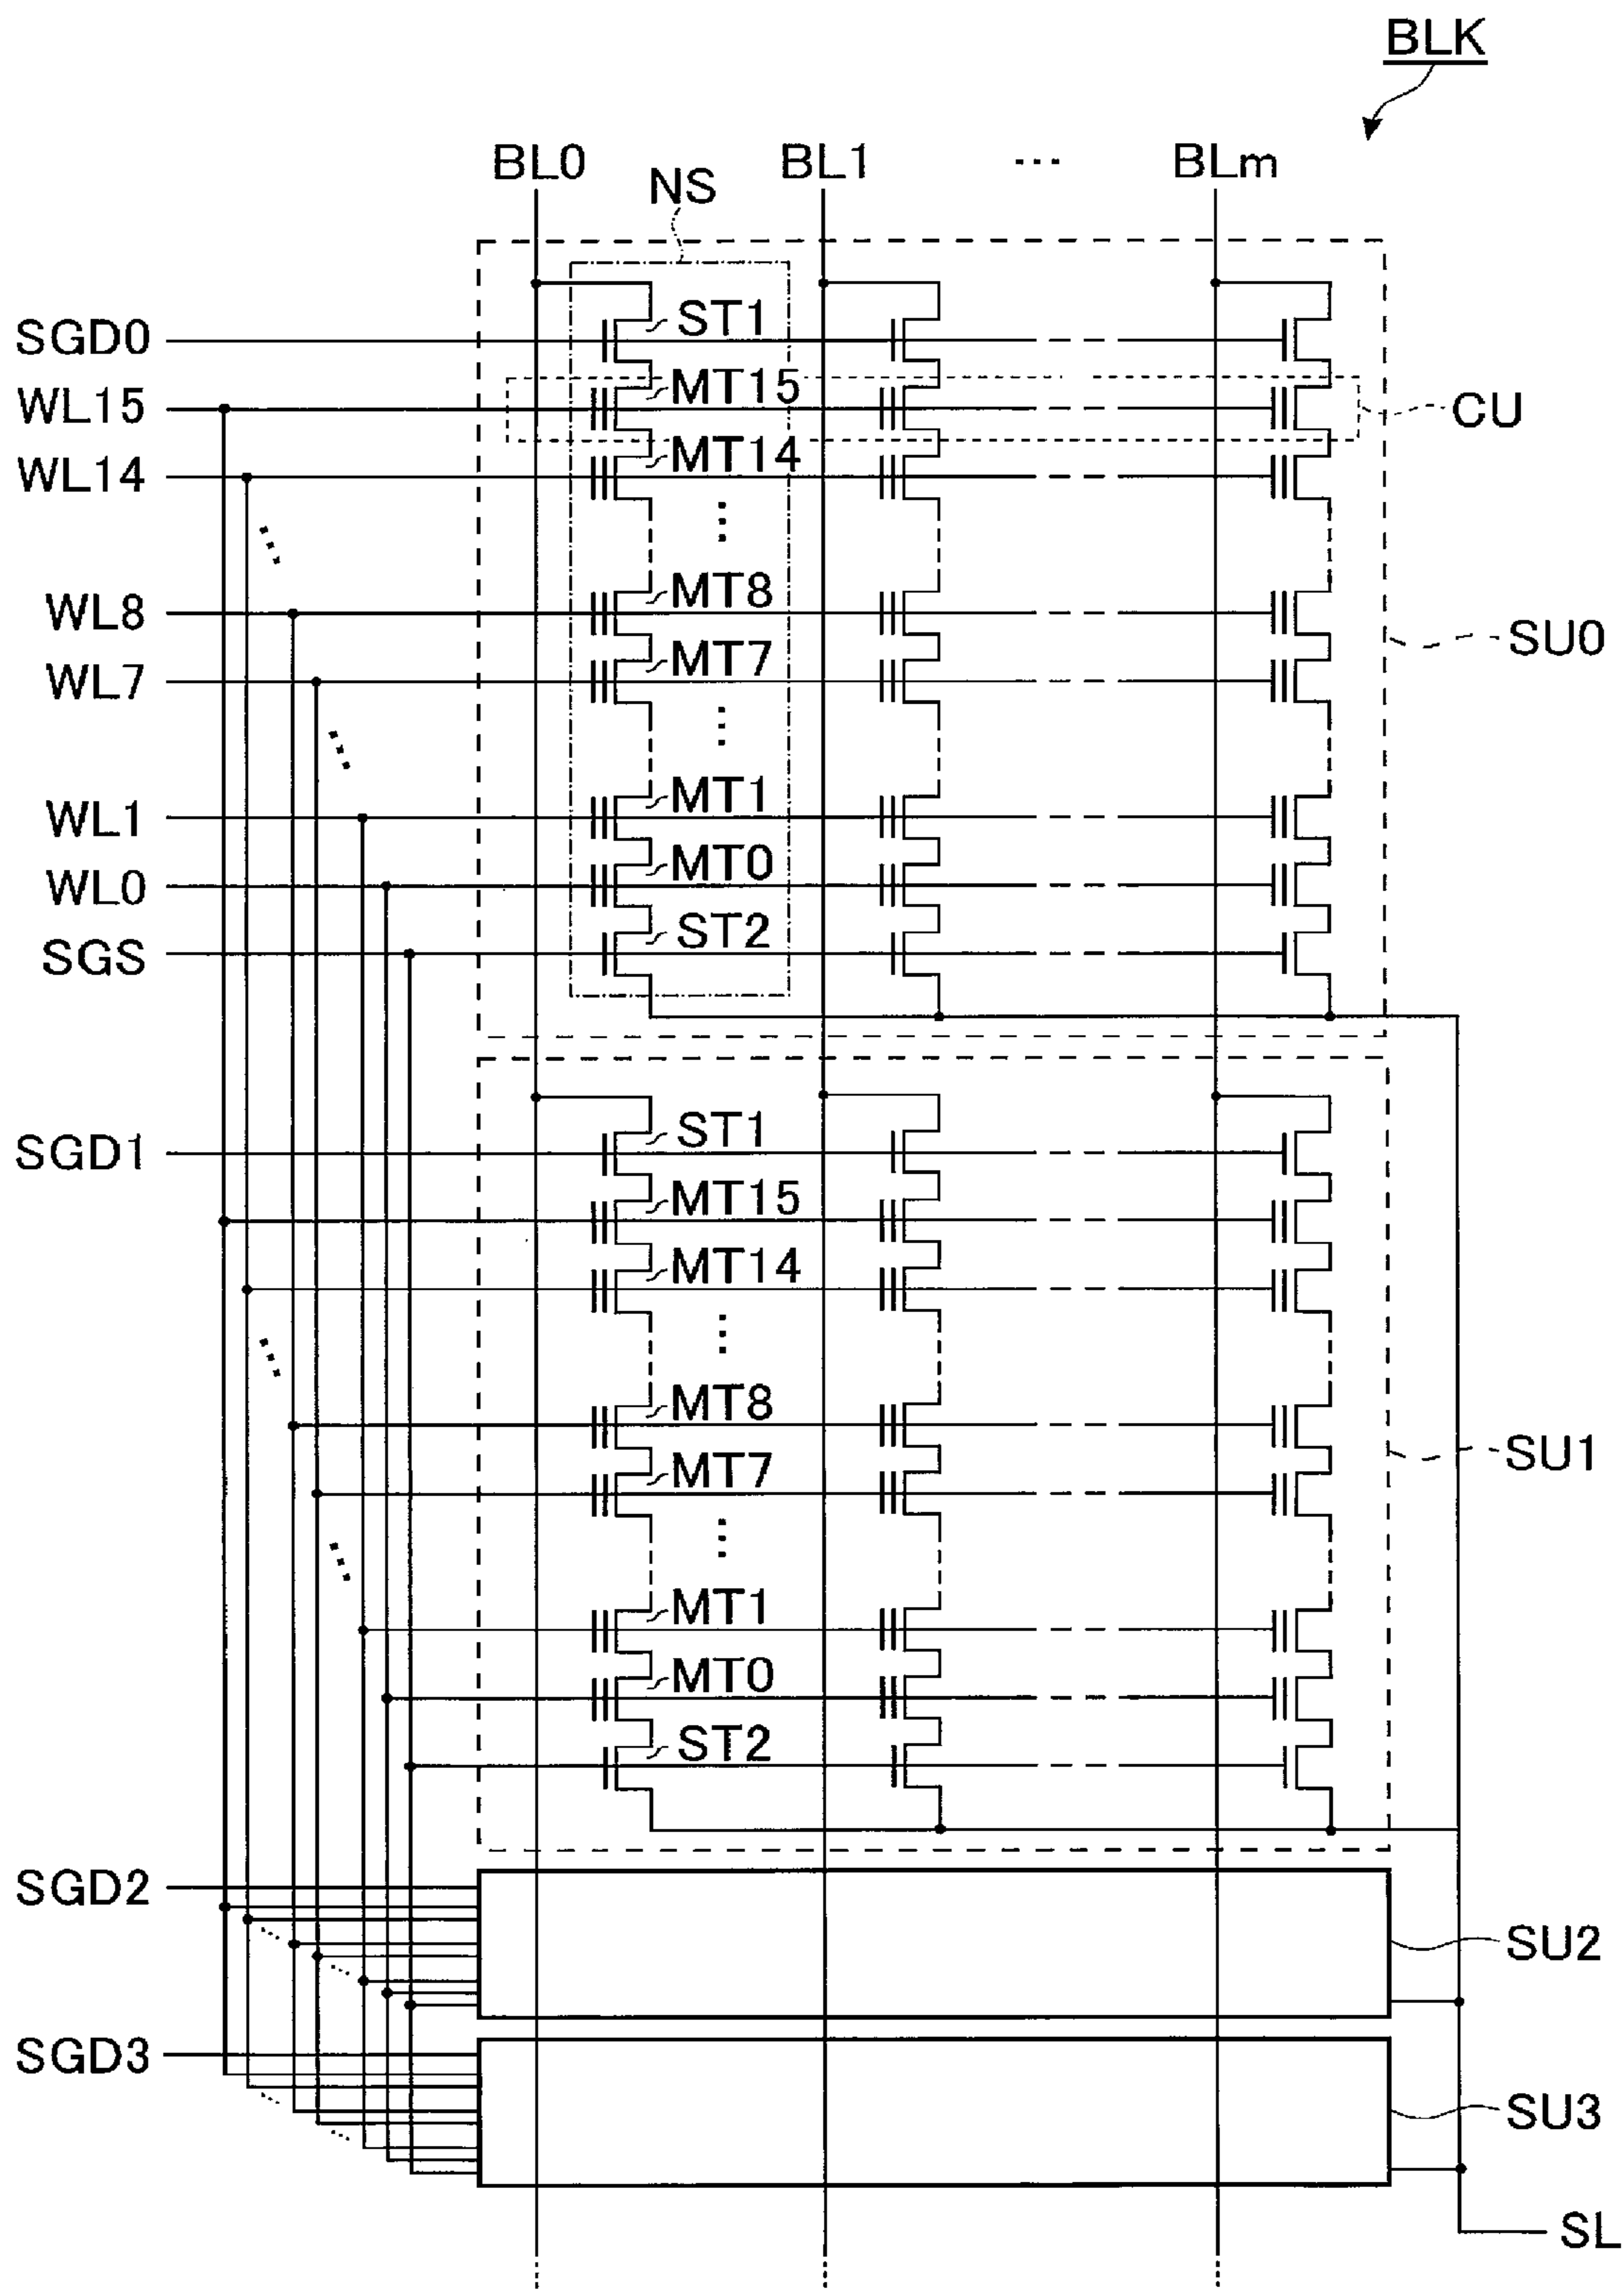 BLK
BL0 BL1 ... BLm
NS
SGD0 ST1
WL15 MT15 CU
WL14 MT14
WL8 MT8 SU0
WL7 MT7
WL1 MT1
WL0 MT0
SGS ST2
SGD1 ST1
MT15
MT14
MT8
MT7 SU1
MT1
MT0
ST2
SGD2
SU2
SGD3
SU3
SL